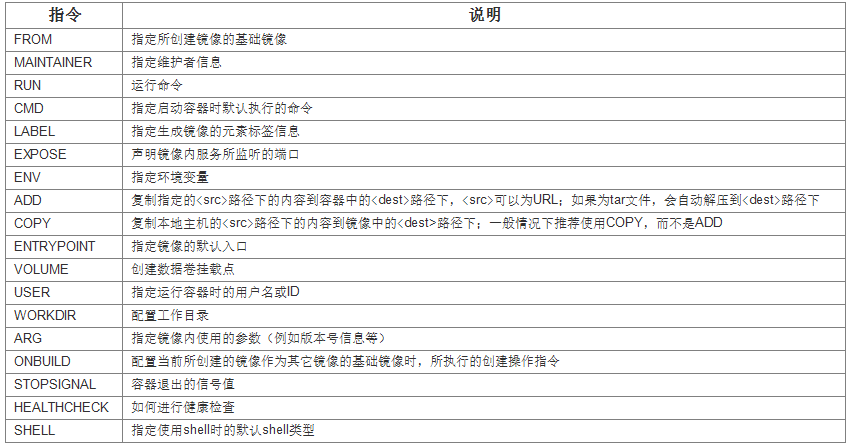 指令 说明
FROM 指定所创建镜像的基础镜像
MAINTAINER 指定维护者信息
RUN 运行命令
CMD 指定启动容器时默认执行的命令
LABEL 指定生成镜像的元素标签信息
EXPOSE 声明镜像内服务所监听的端口
ENV 指定环境变量
ADD 复制指定的<src>路径下的内容到容器中的<dest>路径下，<src>可以为URL；如果为tar文件，会自动解压到<dest>路径下
COPY 复制本地主机的<src>路径下的内容到镜像中的<dest>路径下；一般情况下推荐使用COPY，而不是ADD
ENTRYPOINT 指定镜像的默认入口
VOLUME 创建数据卷挂载点
USER 指定运行容器时的用户名或ID
WORKDIR 配置工作目录
ARG 指定镜像内使用的参数（例如版本号信息等）
ONBUILD 配置当前所创建的镜像作为其它镜像的基础镜像时，所执行的创建操作指令
STOPSIGNAL 容器退出的信号值
HEALTHCHECK 如何进行健康检查
SHELL 指定使用shell时的默认shell类型